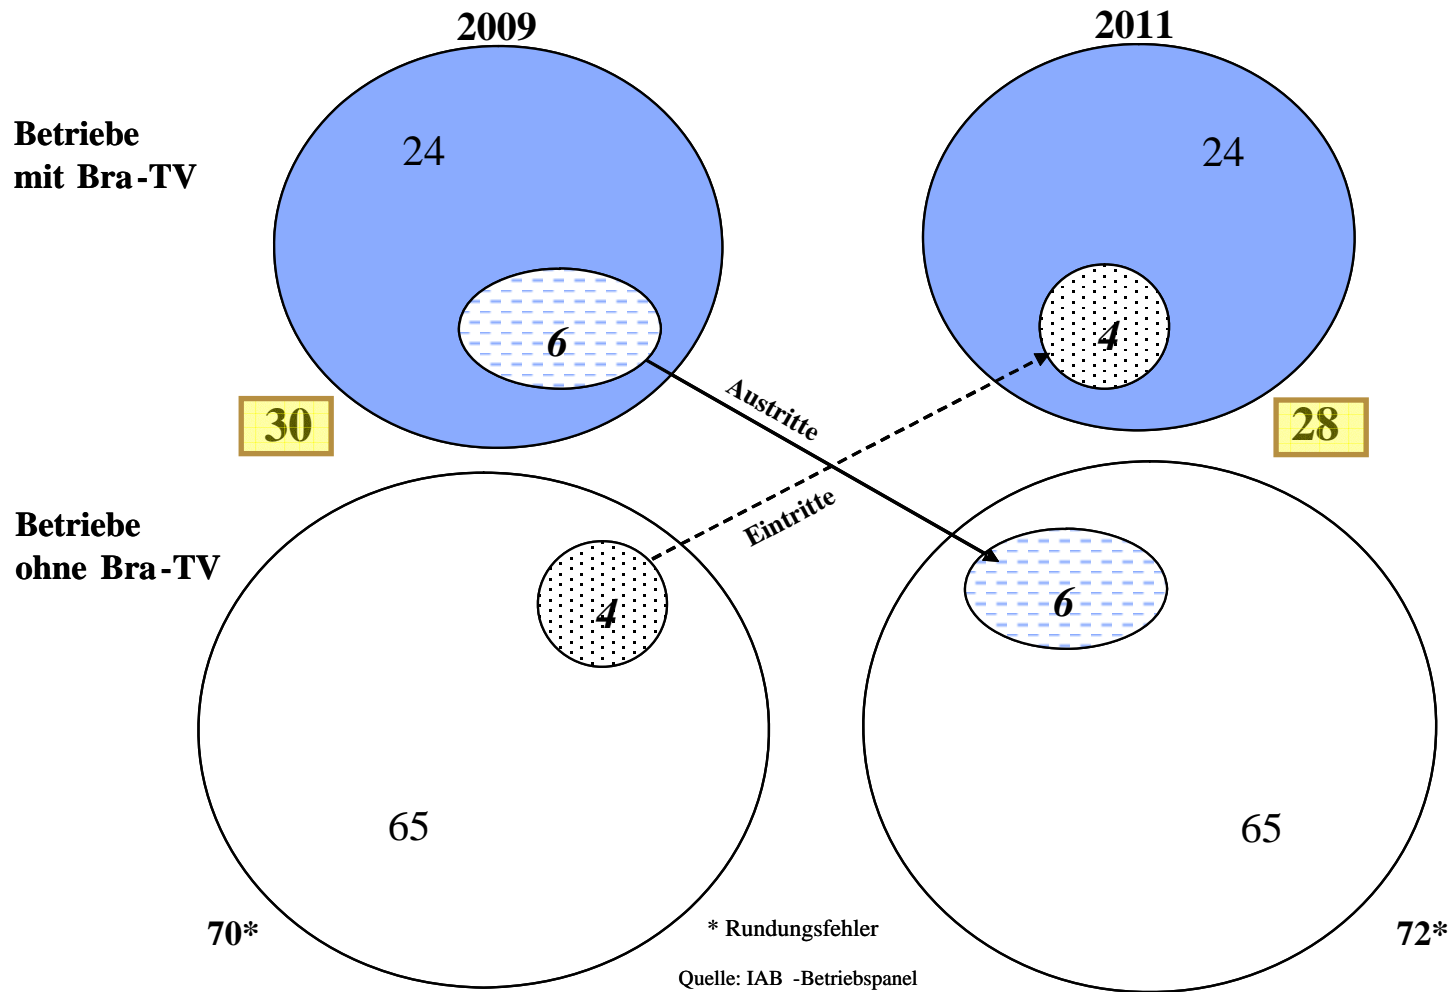 2009
2011
Betriebe
mit Bra-TV
24
24
6
4
Austritte
30
28
Eintritte
Betriebe
ohne Bra-TV
4
6
65
65
70*
* Rundungsfehler
72*
Quelle: IAB -Betriebspanel